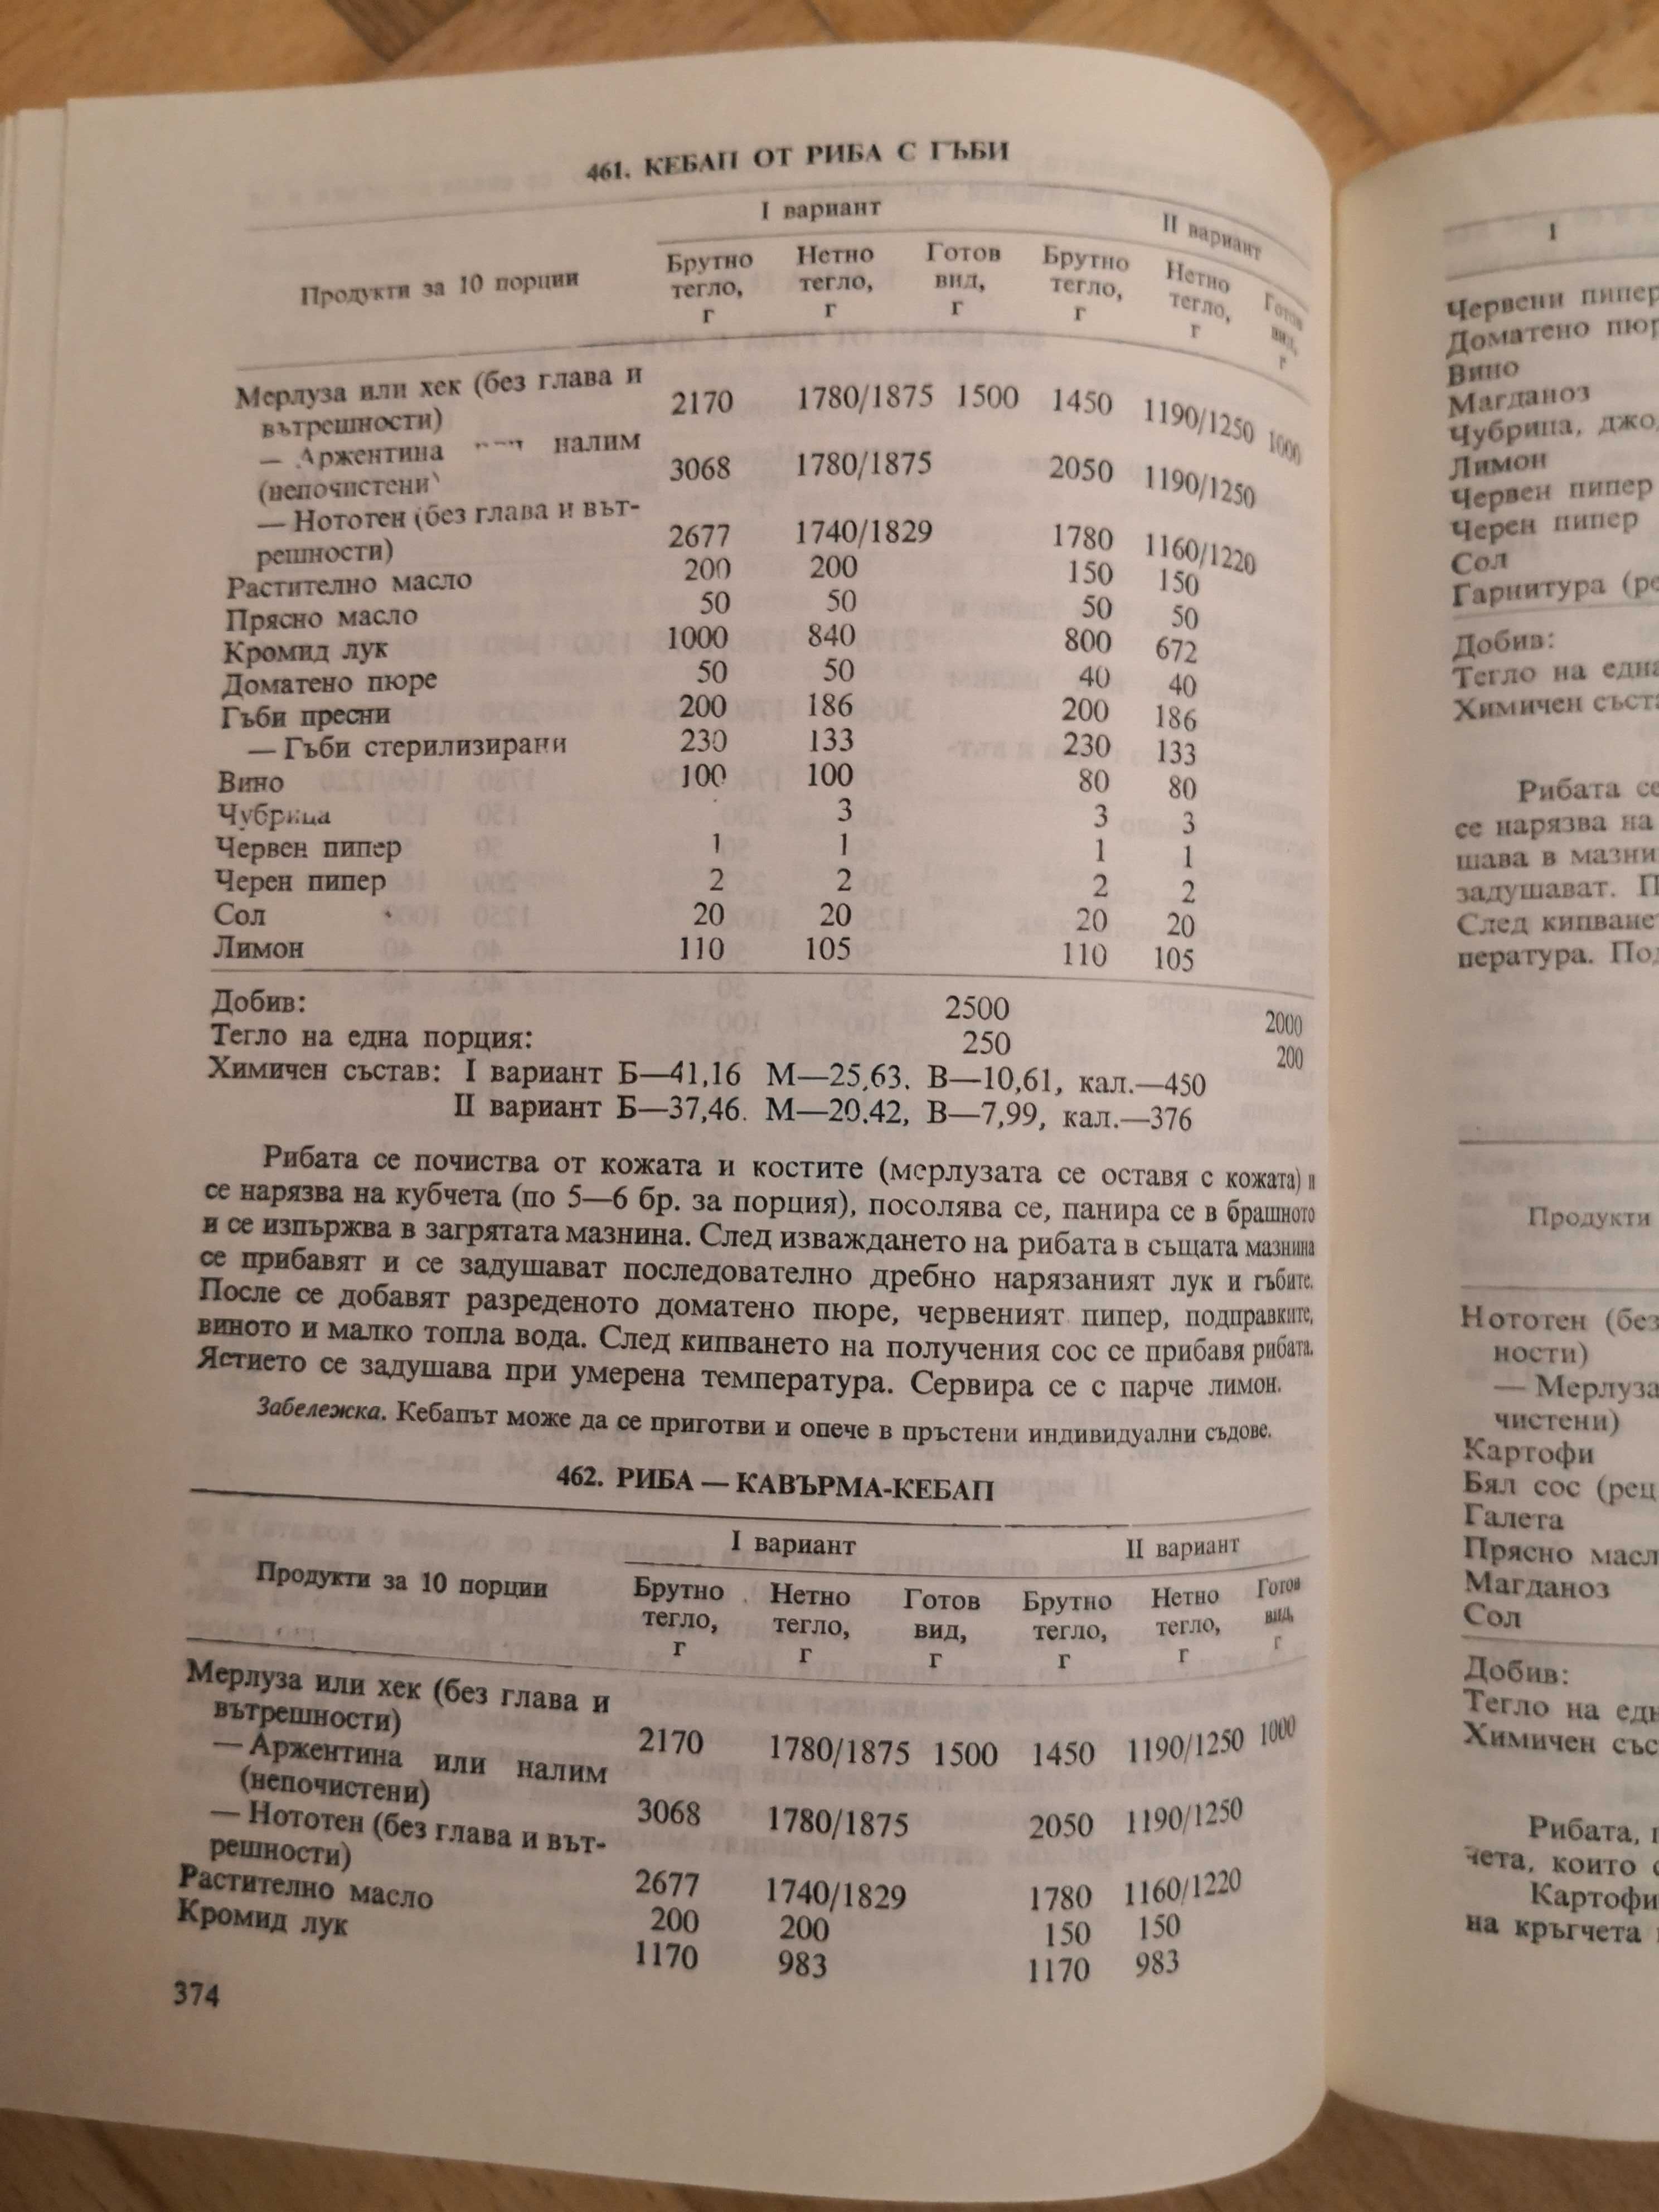 461. КЕБАП ОТ РИБА С ГЪБИ
I вариант II вариант
Продукти за 10 порции Брутно тегло, г Нетно тегло, г Готов вид, г Брутно тегло, г Нетно тегло, г Готов вид, г
Мерлуза или хек (без глава и
вътрешности) 2170 1780/1875 1500 1450 1190/1250 1000
— Аржентина налим
(непочистени) 3068 1780/1875 2050 1190/1250
— Нототен (без глава и вът-
решности) 2677 1740/1829 1780 1160/1220
Растително масло 200 200 150 150
Прясно масло 50 50 50 50
Кромид лук 1000 840 800 672
Доматено пюре 50 50 40 40
Гъби пресни 200 186 200 186
— Гъби стерилизирани 230 133 230 133
Вино 100 100 80 80
Чубрица 3 3 3
Червен пипер 1 1 1 1
Черен пипер 2 2 2 2
Сол 20 20 20 20
Лимон 110 105 110 105
Добив: 2500 2000
Тегло на една порция: 250 200
Химичен състав: I вариант Б—41,16 М—25,63. В—10,61, кал.—450
II вариант Б—37,46. М—20.42, В—7,99, кал.—376
Рибата се почиства от кожата и костите (мерлузата се оставя с кожата) и
се нарязва на кубчета (по 5—6 бр. за порция), посолява се, панира се в брашното
и се изпържва в загрятата мазнина. След изваждането на рибата в същата мазнина
се прибавят и се задушават последователно дребно нарязаният лук и гъбите.
После се добавят разреденото доматено пюре, червеният пипер, подправките,
виното и малко топла вода. След кипването на получения сос се прибавя рибата.
Ястието се задушава при умерена температура. Сервира се с парче лимон.
Забележка. Кебапът може да се приготви и опече в пръстени индивидуални съдове.
462. РИБА — КАВЪРМА-КЕБАП
I вариант II вариант
Продукти за 10 порции Брутно тегло, г Нетно тегло, г Готов вид, г Брутно тегло, г Нетно тегло, г Готов вид, г
Мерлуза или хек (без глава и
вътрешности) 2170 1780/1875 1500 1450 1190/1250 1000
— Аржентина или налим
(непочистени) 3068 1780/1875 2050 1190/1250
— Нототен (без глава и вът-
решности) 2677 1740/1829 1780 1160/1220
Растително масло 200 200 150 150
Кромид лук 1170 983 1170 983
374
I
Червени пипер
Доматено пюр
Вино
Магданоз
Чубрица, джо
Лимон
Червен пипер
Черен пипер
Сол
Гарнитура (ре
Добив:
Тегло на една
Химичен съста
Рибата се
се нарязва на
шава в мазни
задушават. П
След кипване
пература. Под
Продукти
Нототен (без
ности)
— Мерлуза
чистени)
Картофи
Бял сос (рец
Галета
Прясно масл
Магданоз
Сол
Добив:
Тегло на едн
Химичен със
Рибата,
чета, които
Картофи
на кръгчета